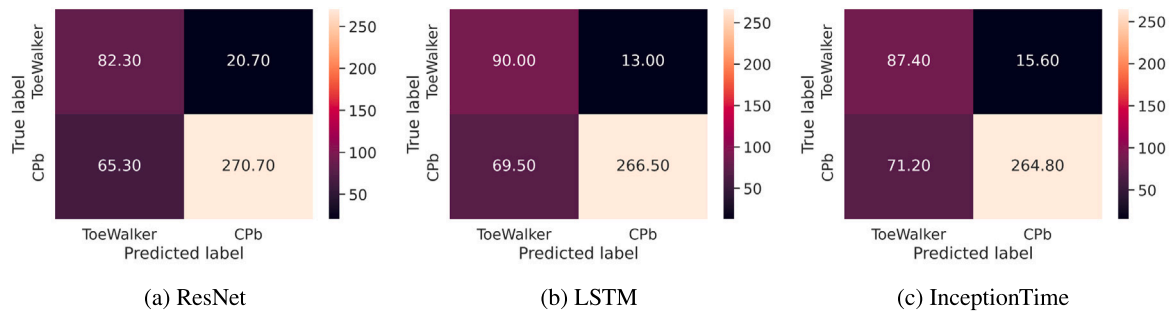 True label
ToeWalker
CPb
82.30 20.70
65.30 270.70
ToeWalker CPb
Predicted label
250
200
150
100
50
(a) ResNet
True label
ToeWalker
CPb
90.00 13.00
69.50 266.50
ToeWalker CPb
Predicted label
250
200
150
100
50
(b) LSTM
True label
ToeWalker
CPb
87.40 15.60
71.20 264.80
ToeWalker CPb
Predicted label
250
200
150
100
50
(c) InceptionTime